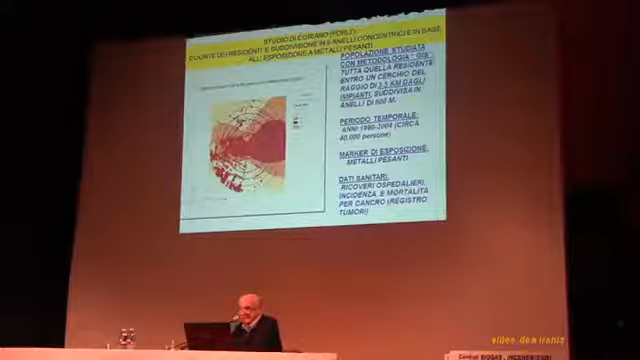 STUDIO DI CORIANO (FORLI')
COORTE DEI RESIDENTI E SUDDIVISIONE IN 5 ANELLI CONCENTRICI E IN BASE
ALL' ESPOSIZIONE A METALLI PESANTI
POPOLAZIONE STUDIATA
CON METODOLOGIA "GIS":
TUTTA QUELLA RESIDENTE
ENTRO UN CERCHIO DEL
RAGGIO DI 3.5 KM DAGLI
IMPIANTI, SUDDIVISA IN
ANELLI DI 500 M.
PERIODO TEMPORALE:
ANNI 1990-2004 (CIRCA
40.000 persone)
MARKER DI ESPOSIZIONE:
METALLI PESANTI
DATI SANITARI:
RICOVERI OSPEDALIERI,
INCIDENZA E MORTALITA'
PER CANCRO (REGISTRO
TUMORI)
BIOGAS